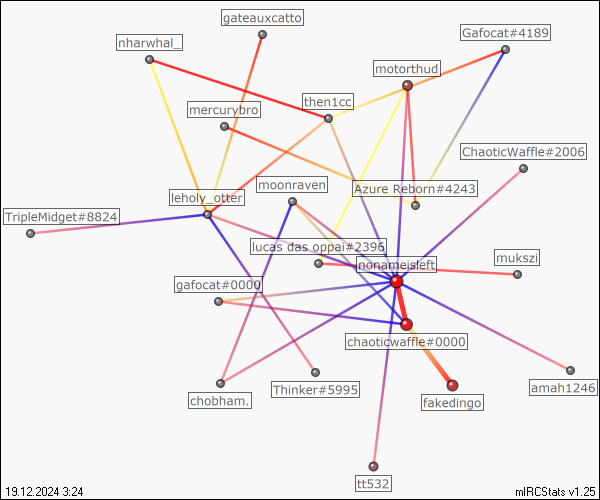 gateauxcatto
Gafocat#4189
nharwhal_
motorthud
then1cc
mercurybro
ChaoticWaffle#2006
moonraven
Azure Reborn#4243
leholy_otter
TripleMidget#8824
lucas das oppai#2396
mukszi
nonameisleft
gafocat#0000
chaoticwaffle#0000
Thinker#5995
amah1246
chobham.
fakedingo
tt532
19.12.2024 3:24
mIRCStats v1.25